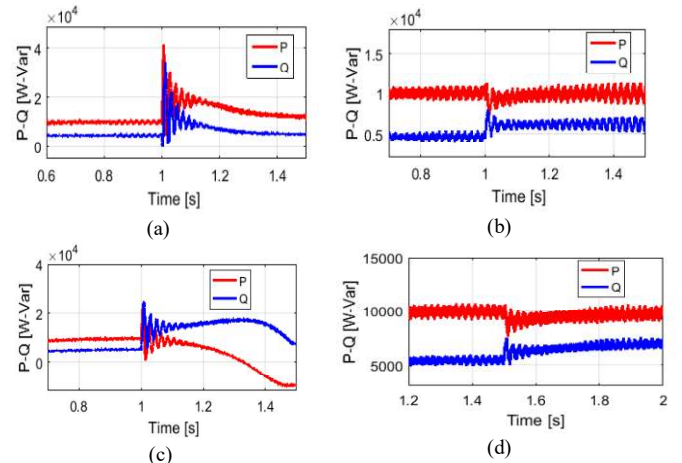 ×10⁴
P-Q [W-Var]
4
2
0
P
Q
0.6 0.8 1 1.2 1.4
Time [s]
(a)
×10⁴
P-Q [W-Var]
1.5
1
0.5
P
Q
0.8 1 1.2 1.4
Time [s]
(b)
×10⁴
P-Q [W-Var]
4
2
0
P
Q
0.8 1 1.2 1.4
Time [s]
(c)
P-Q [W-Var]
15000
10000
5000
P
Q
1.2 1.4 1.6 1.8 2
Time [s]
(d)